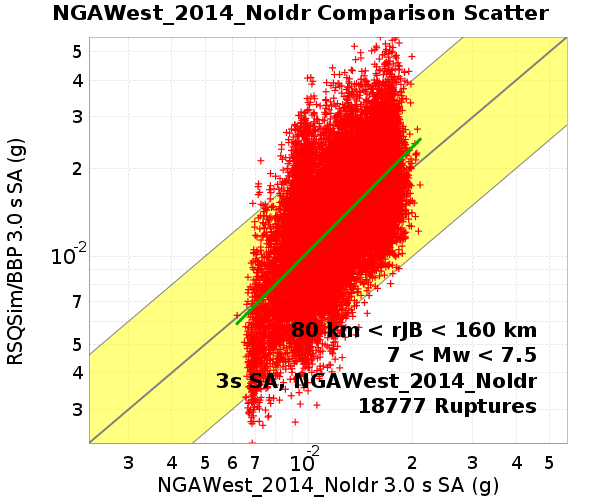 NGAWest_2014_NoIdr Comparison Scatter
RSQSim/BBP 3.0 s SA (g)
5
4
3
2
10^-2
7
5
4
3
80 km < rJB < 160 km
7 < Mw < 7.5
3s SA, NGAWest_2014_NoIdr
18777 Ruptures
3 4 5 6 7 10^-2 2 3 4 5
NGAWest_2014_NoIdr 3.0 s SA (g)